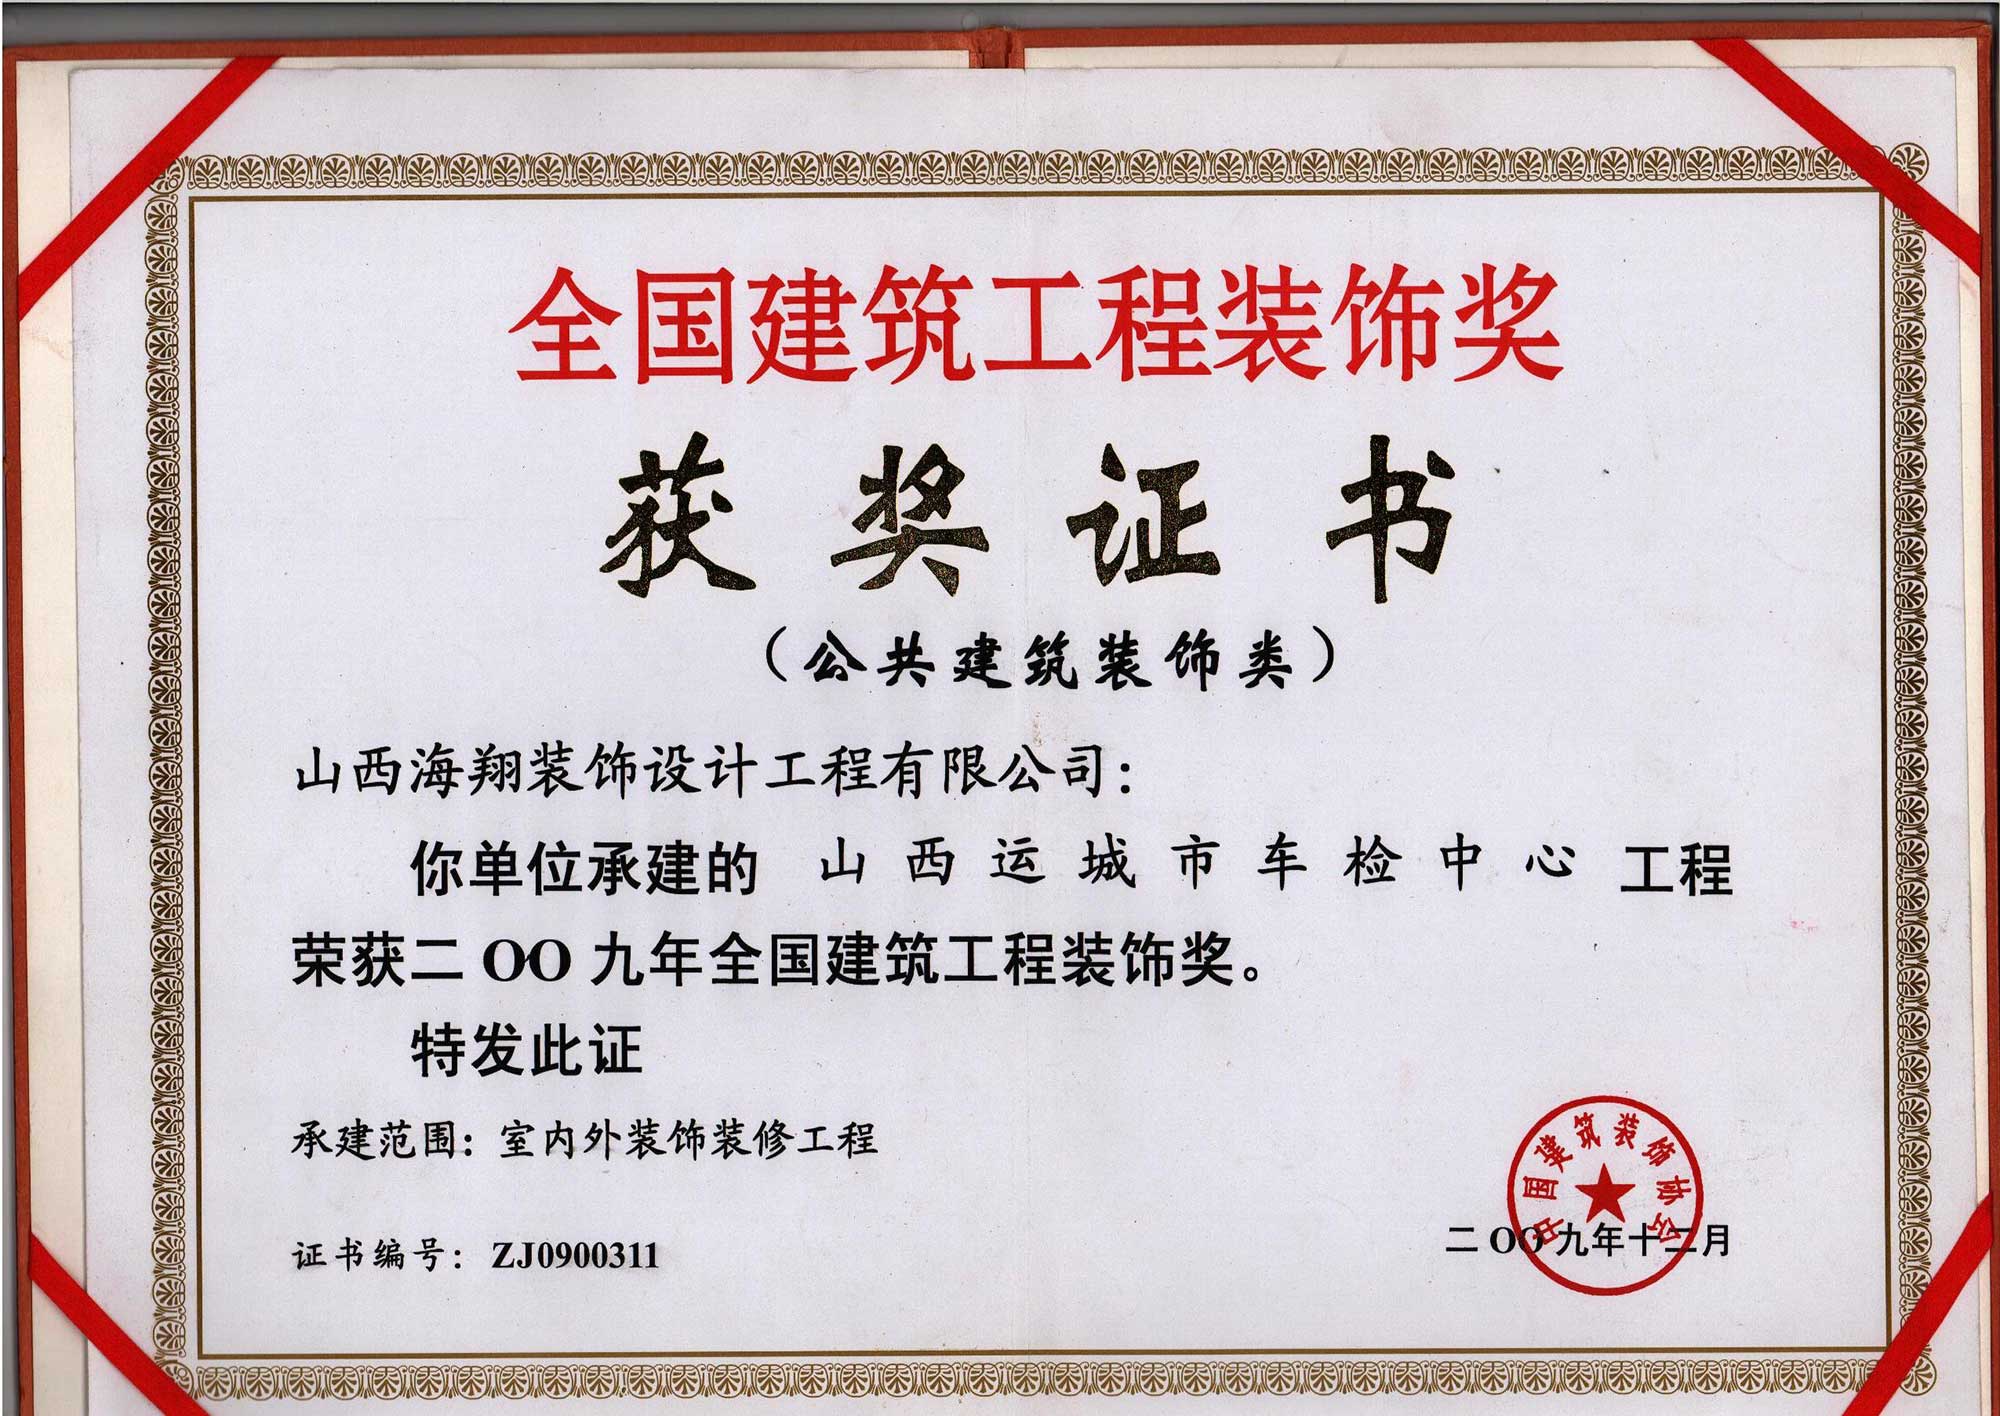 全国建筑工程装饰奖
获奖证书
（公共建筑装饰类）
山西海翔装饰设计工程有限公司：
你单位承建的 山西运城市车检中心 工程
荣获二OO九年全国建筑工程装饰奖。
特发此证
承建范围：室内外装饰装修工程
中国建筑装饰协会
证书编号：ZJ0900311
二OO九年十二月